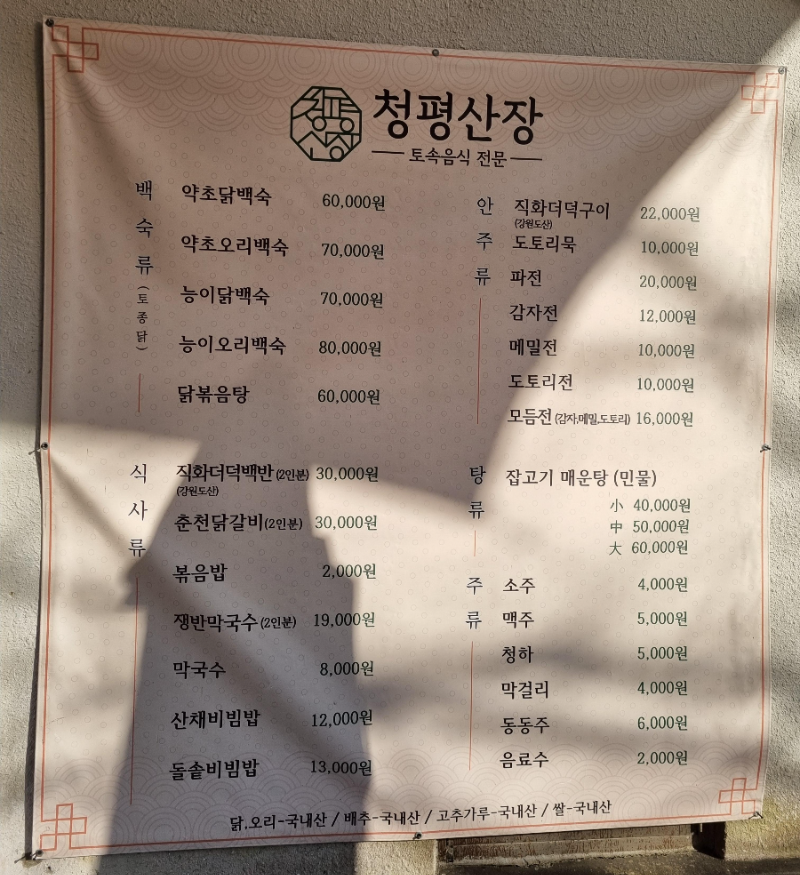 청평산장
토속음식 전문
백숙류(토종닭)
약초닭백숙 60,000원
약초오리백숙 70,000원
능이닭백숙 70,000원
능이오리백숙 80,000원
닭볶음탕 60,000원
식사류
직화더덕백반(2인분) 30,000원
(강원도산)
춘천닭갈비(2인분) 30,000원
볶음밥 2,000원
쟁반막국수(2인분) 19,000원
막국수 8,000원
산채비빔밥 12,000원
돌솥비빔밥 13,000원
안주류
직화더덕구이 22,000원
(강원도산)
도토리묵 10,000원
파전 20,000원
감자전 12,000원
메밀전 10,000원
도토리전 10,000원
모듬전(감자,메밀,도토리) 16,000원
탕류
잡고기 매운탕 (민물)
小 40,000원
中 50,000원
大 60,000원
주류
소주 4,000원
맥주 5,000원
청하 5,000원
막걸리 4,000원
동동주 6,000원
음료수 2,000원
닭,오리-국내산 / 배추-국내산 / 고추가루-국내산 / 쌀-국내산